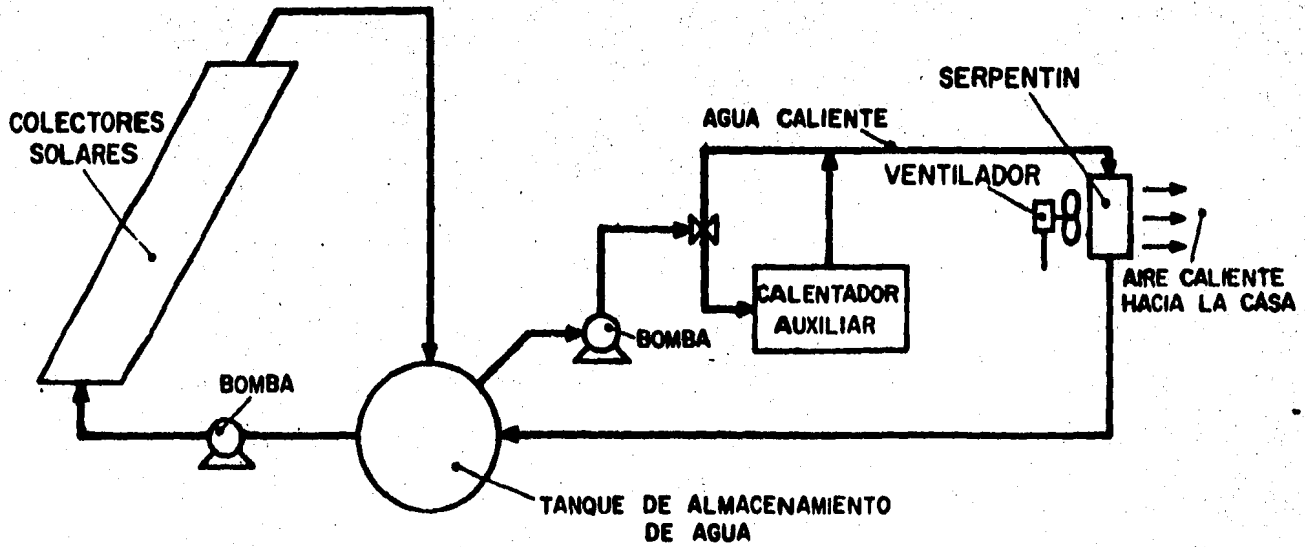 COLECTORES
SOLARES
BOMBA
TANQUE DE ALMACENAMIENTO
DE AGUA
BOMBA
CALENTADOR
AUXILIAR
AGUA CALIENTE
VENTILADOR
SERPENTIN
AIRE CALIENTE
HACIA LA CASA